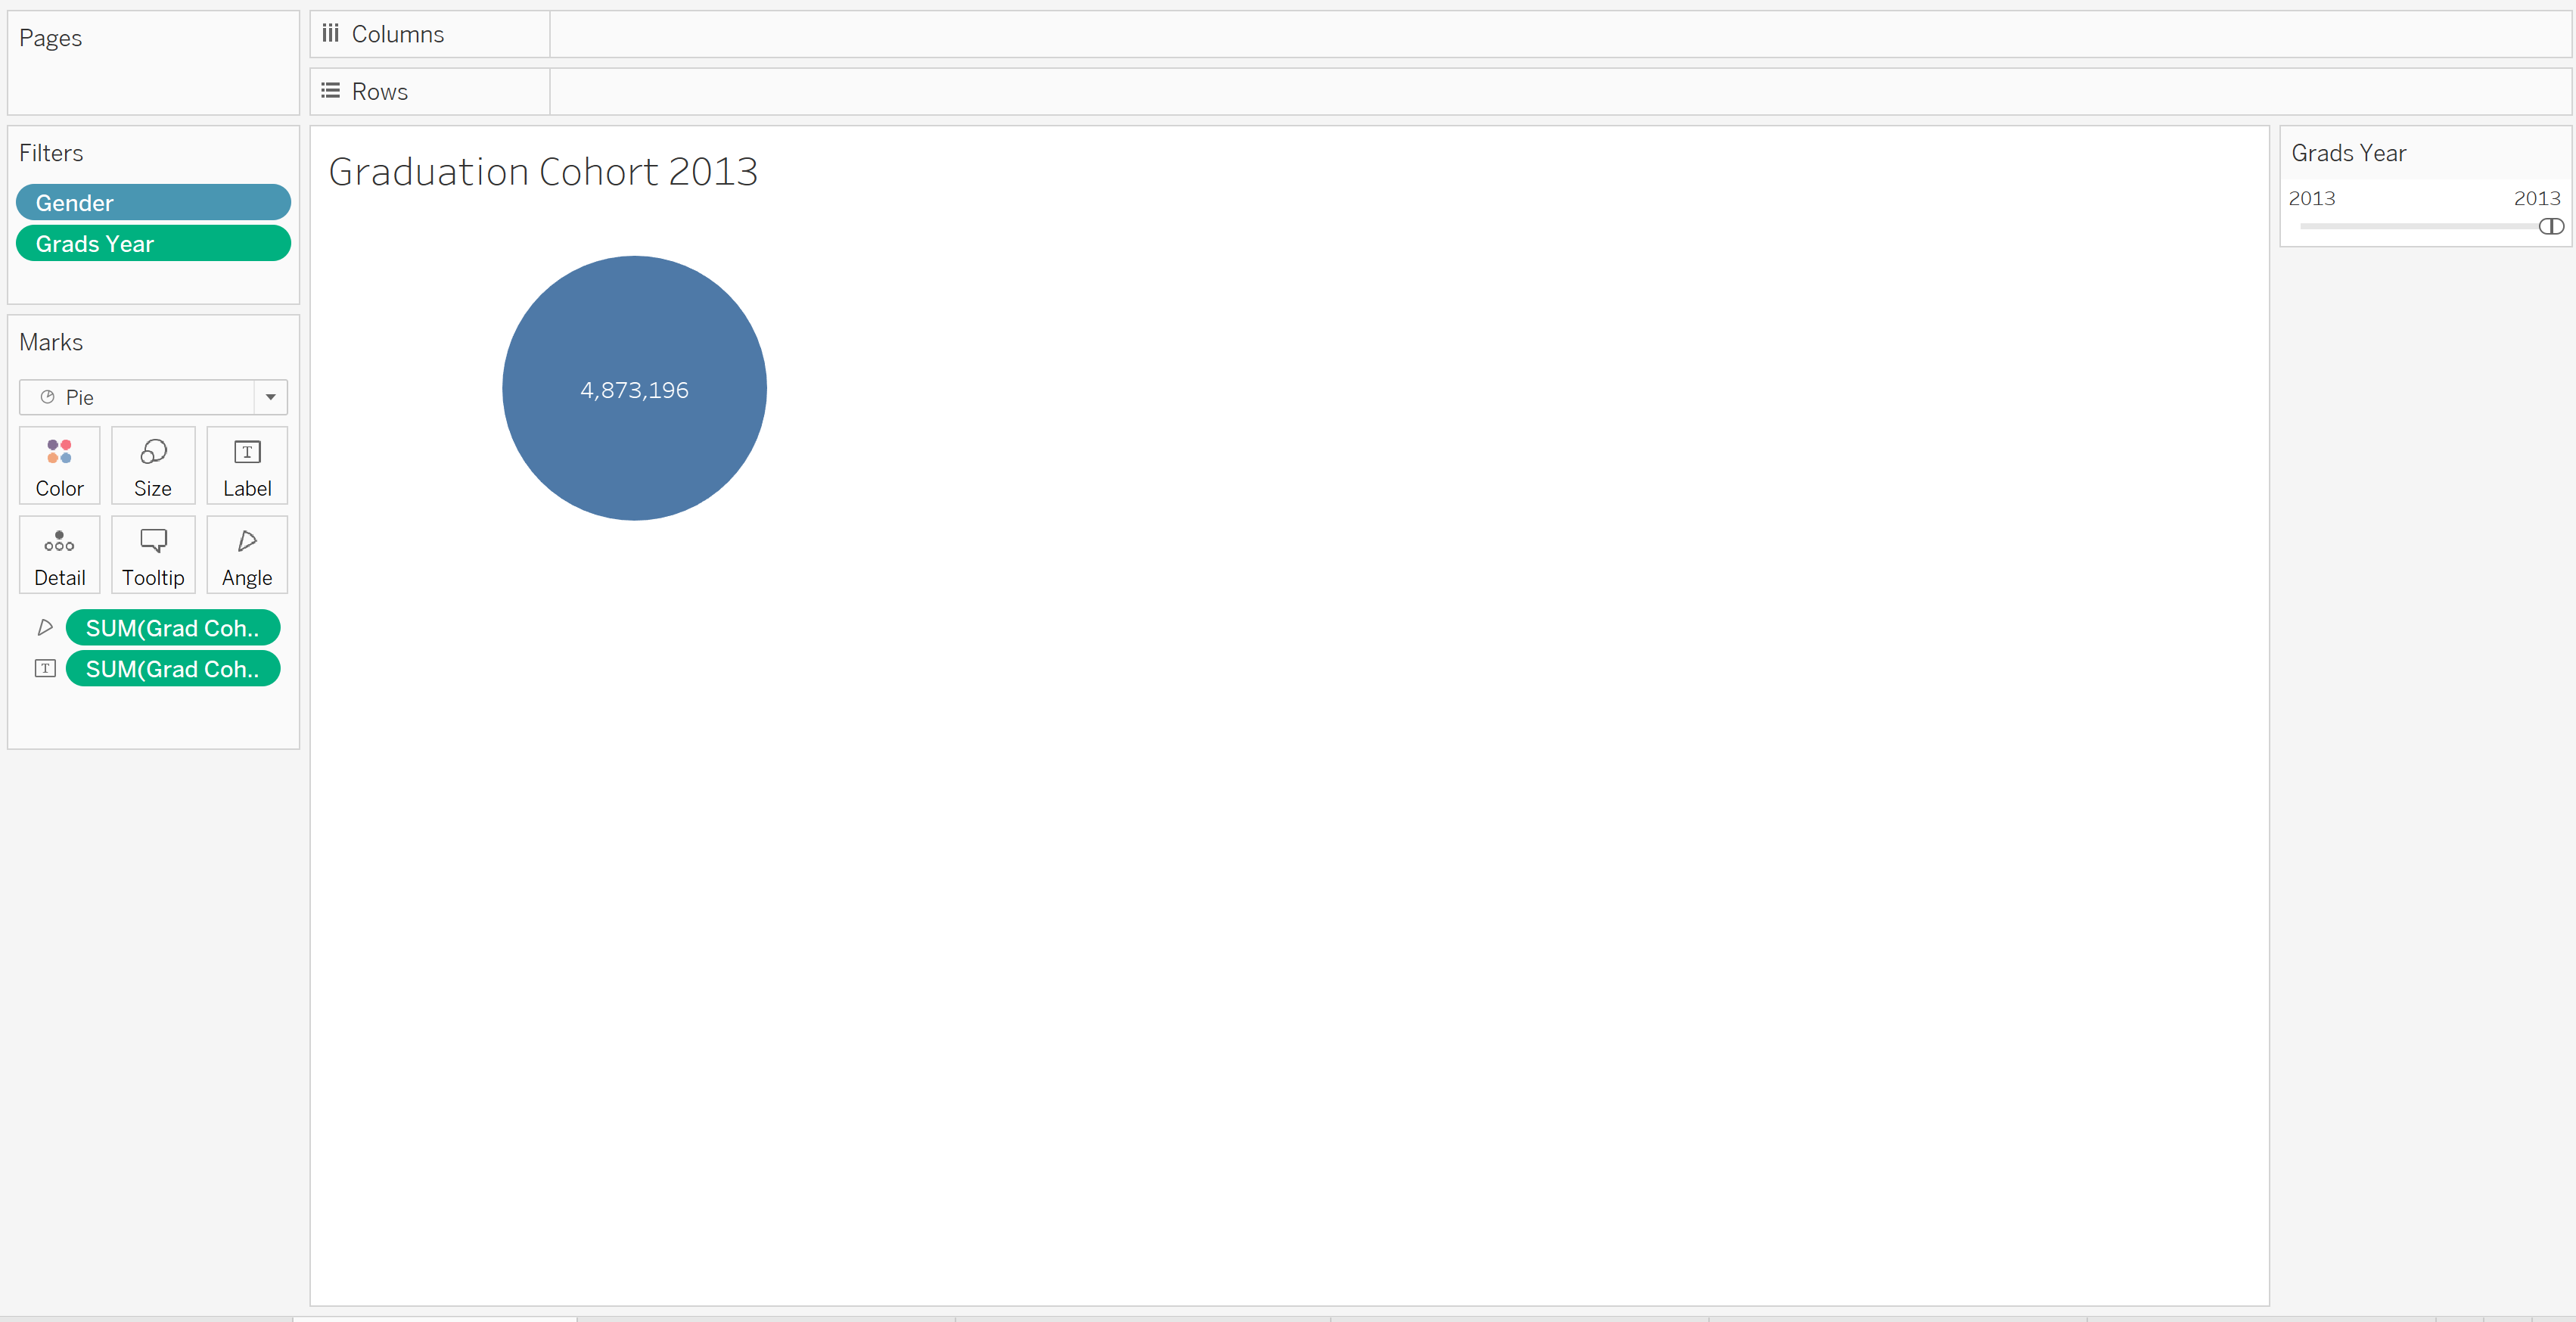 Pages
Columns
Rows
Filters
Gender
Grads Year
Marks
Pie
Color
Size
T
Label
Detail
Tooltip
Angle
SUM(Grad Coh..
T
SUM(Grad Coh..
Graduation Cohort 2013
4,873,196
Grads Year
2013 2013